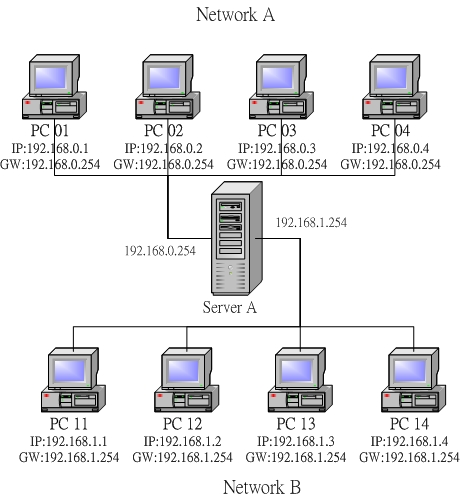 Network A
PC 01
IP:192.168.0.1
GW:192.168.0.254
PC 02
IP:192.168.0.2
GW:192.168.0.254
PC 03
IP:192.168.0.3
GW:192.168.0.254
PC 04
IP:192.168.0.4
GW:192.168.0.254
192.168.1.254
192.168.0.254
Server A
PC 11
IP:192.168.1.1
GW:192.168.1.254
PC 12
IP:192.168.1.2
GW:192.168.1.254
PC 13
IP:192.168.1.3
GW:192.168.1.254
PC 14
IP:192.168.1.4
GW:192.168.1.254
Network B